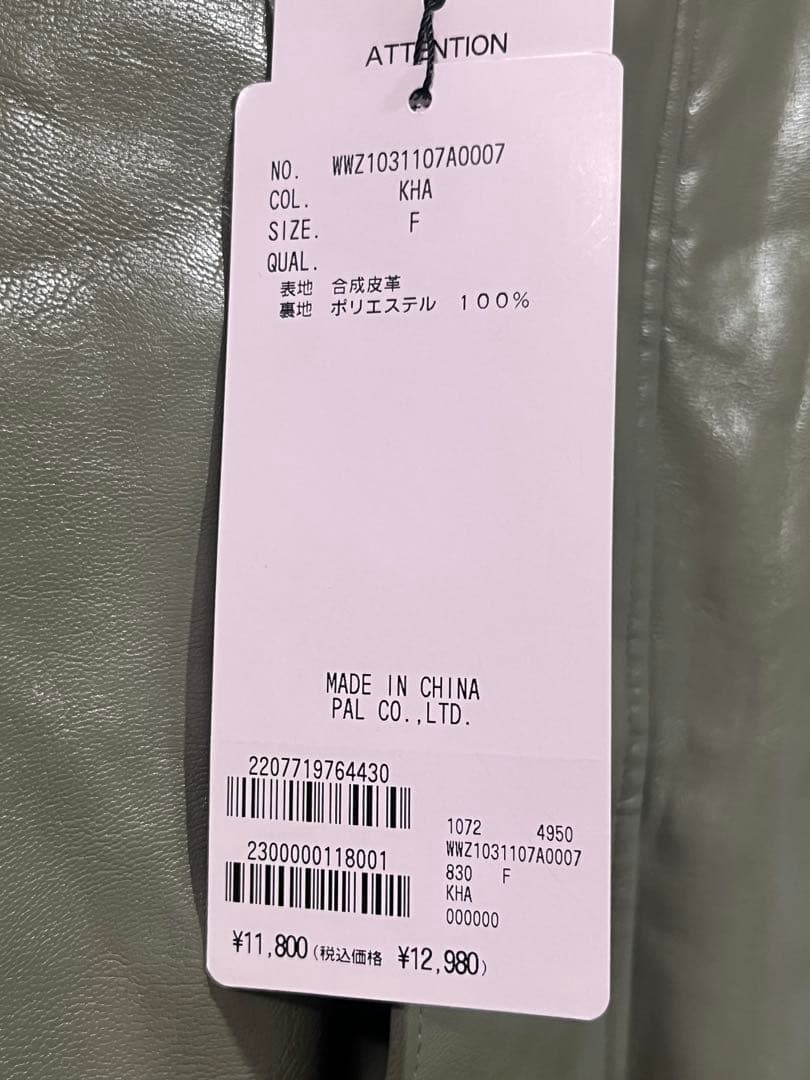 ATTENTION
NO. WWZ1031107A0007
COL. KHA
SIZE. F
QUAL.
表地 合成皮革
裏地 ポリエステル 100%
MADE IN CHINA
PAL CO.,LTD.
2207719764430
2300000118001
1072 4950
WWZ1031107A0007
830 F
KHA
000000
¥11,800(税込価格 ¥12,980)